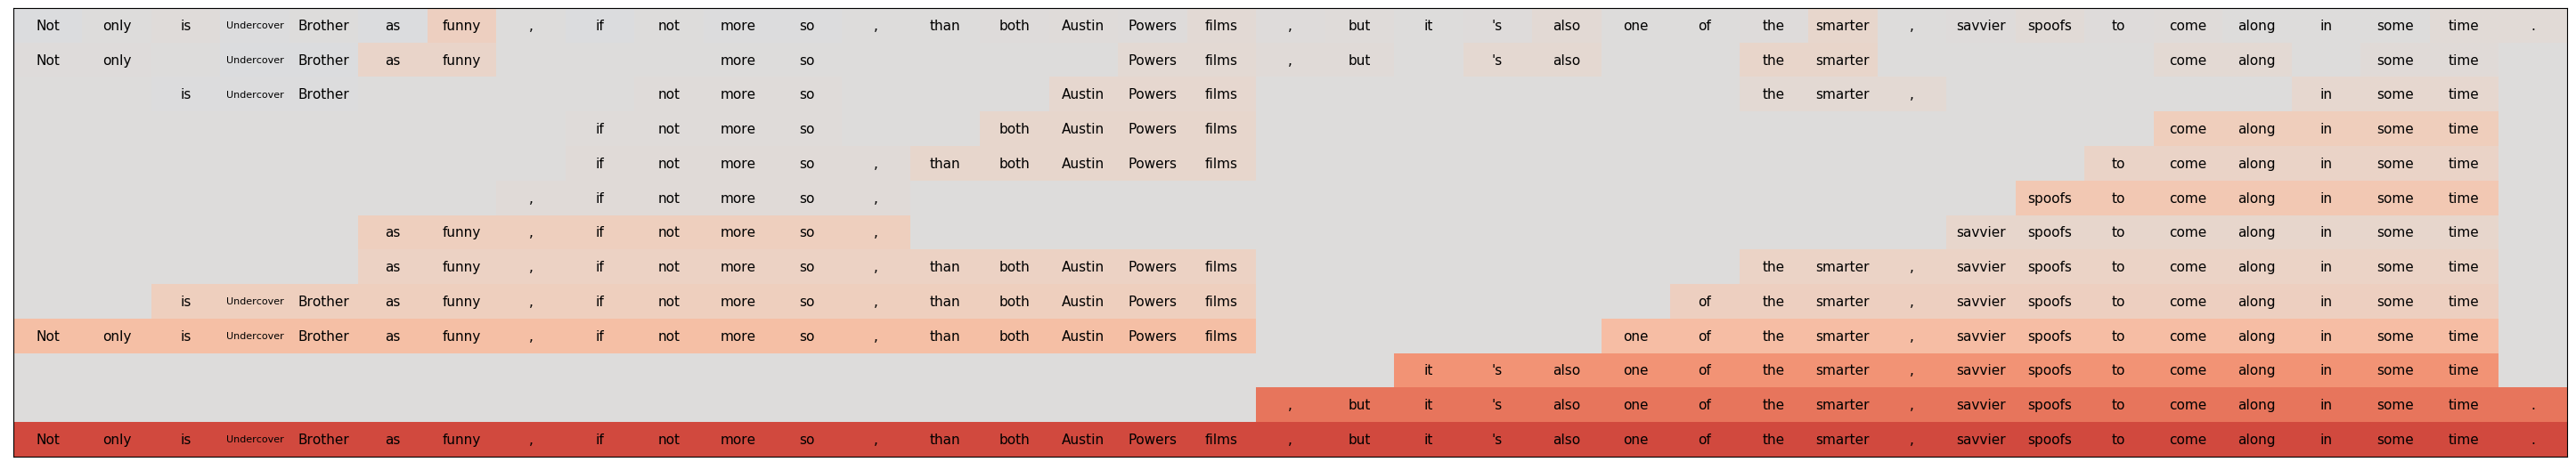 Not only is Undercover Brother as funny , if not more so , than both Austin Powers films , but it 's also one of the smarter , savvier spoofs to come along in some time .
Not only Undercover Brother as funny more so Powers films , but 's also the smarter come along some time
is Undercover Brother not more so Austin Powers films the smarter , in some time
if not more so both Austin Powers films come along in some time
if not more so , than both Austin Powers films to come along in some time
, if not more so , spoofs to come along in some time
as funny , if not more so , savvier spoofs to come along in some time
as funny , if not more so , than both Austin Powers films the smarter , savvier spoofs to come along in some time
is Undercover Brother as funny , if not more so , than both Austin Powers films of the smarter , savvier spoofs to come along in some time
Not only is Undercover Brother as funny , if not more so , than both Austin Powers films one of the smarter , savvier spoofs to come along in some time
it 's also one of the smarter , savvier spoofs to come along in some time
, but it 's also one of the smarter , savvier spoofs to come along in some time .
Not only is Undercover Brother as funny , if not more so , than both Austin Powers films , but it 's also one of the smarter , savvier spoofs to come along in some time .